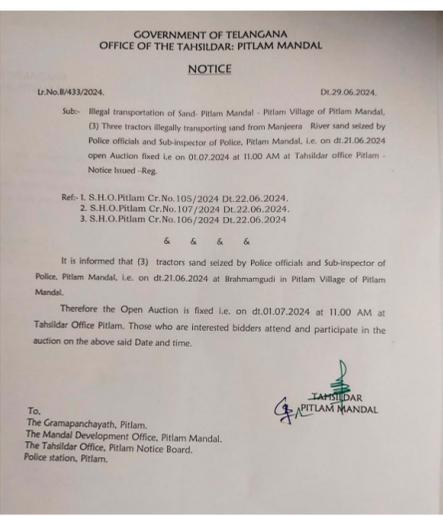 GOVERNMENT OF TELANGANA
OFFICE OF THE TAHSILDAR: PITLAM MANDAL
NOTICE
Lr.No.B/433/2024. Dt.29.06.2024.
Sub:- Illegal transportation of Sand- Pitlam Mandal - Pitlam Village of Pitlam Mandal,
(3) Three tractors illegally transporting sand from Manjeera River sand seized by
Police officials and Sub-inspector of Police, Pitlam Mandal, i.e. on dt.21.06.2024
open Auction fixed i.e on 01.07.2024 at 11.00 AM at Tahsildar office Pitlam -
Notice Issued -Reg.
Ref:- 1. S.H.O.Pitlam Cr.No.105/2024 Dt.22.06.2024.
2. S.H.O.Pitlam Cr.No.107/2024 Dt.22.06.2024.
3. S.H.O.Pitlam Cr.No.106/2024 Dt.22.06.2024
& & & &
It is informed that (3) tractors sand seized by Police officials and Sub-inspector of
Police, Pitlam Mandal, i.e. on dt.21.06.2024 at Brahmamgudi in Pitlam Village of Pitlam
Mandal.
Therefore the Open Auction is fixed i.e. on dt.01.07.2024 at 11.00 AM at
Tahsildar Office Pitlam. Those who are interested bidders attend and participate in the
auction on the above said Date and time.
TAHSILDAR
PITLAM MANDAL
To,
The Gramapanchayath, Pitlam.
The Mandal Development Office, Pitlam Mandal.
The Tahsildar Office, Pitlam Notice Board.
Police station, Pitlam.